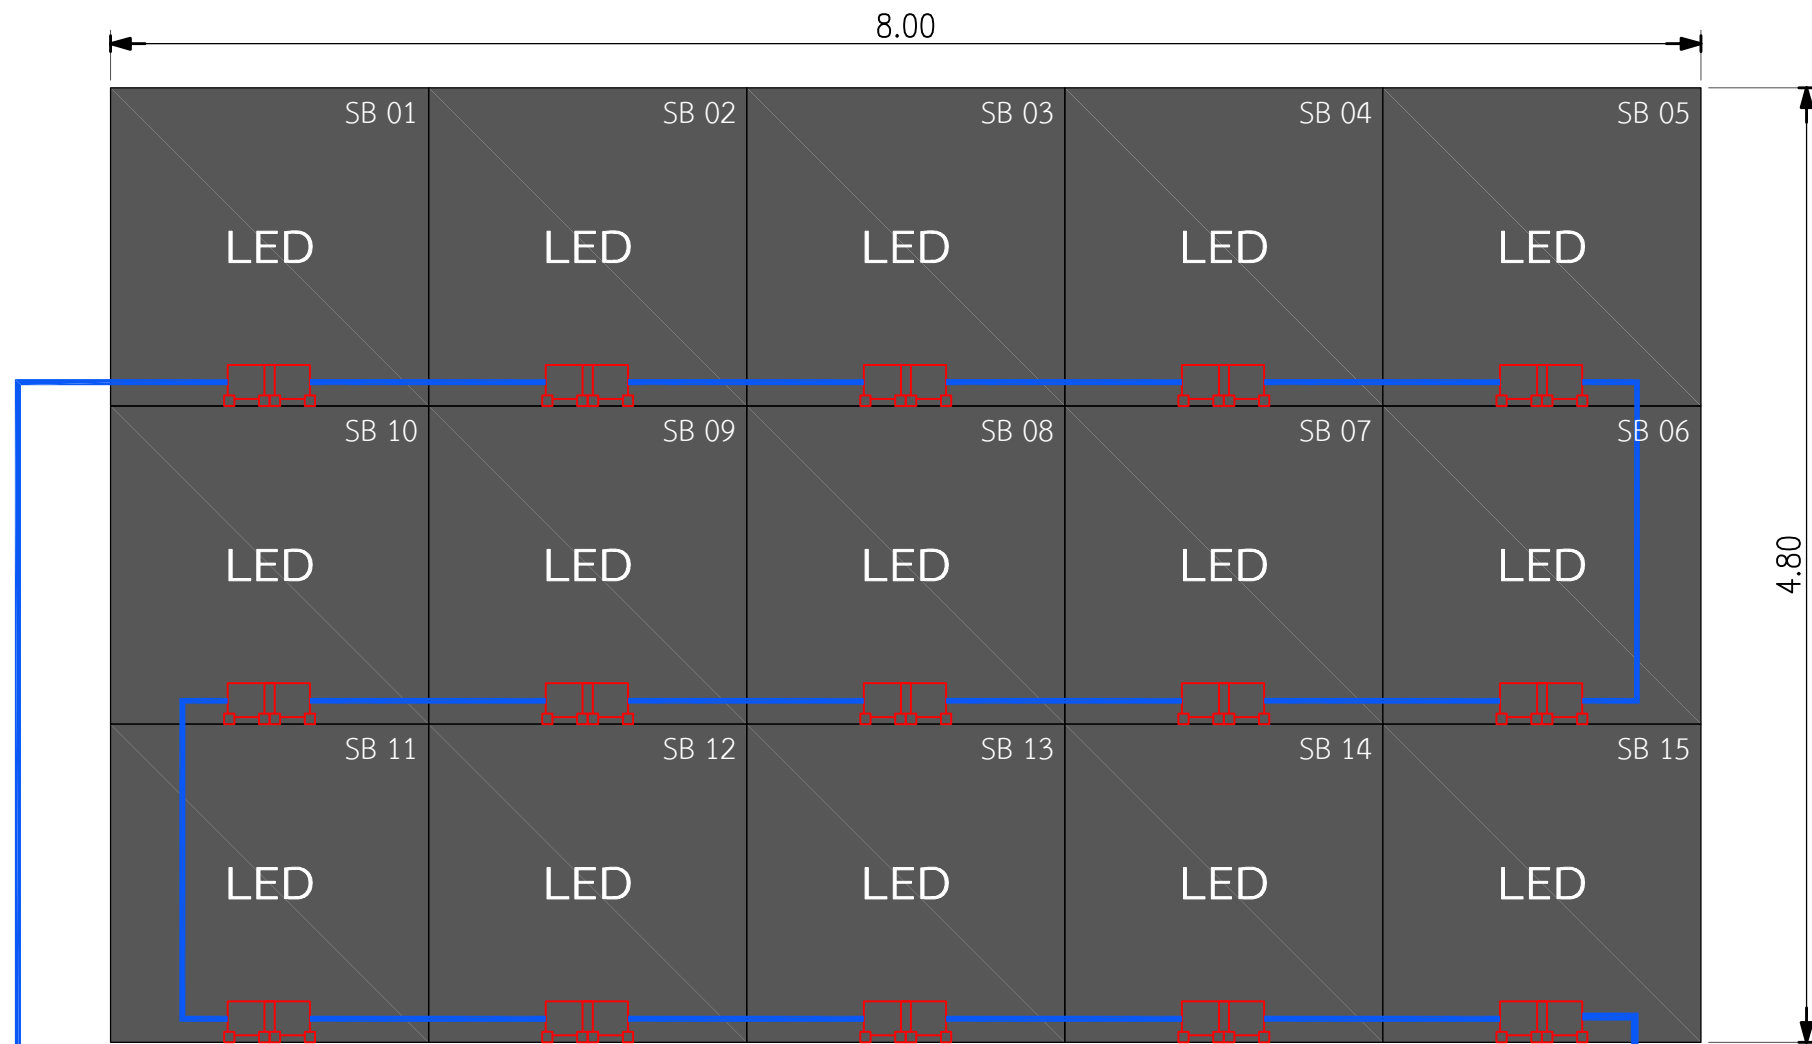 8.00
SB 01
SB 02
SB 03
SB 04
SB 05
LED
LED
LED
LED
LED
SB 10
SB 09
SB 08
SB 07
SB 06
LED
LED
LED
LED
LED
4.80
SB 11
SB 12
SB 13
SB 14
SB 15
LED
LED
LED
LED
LED